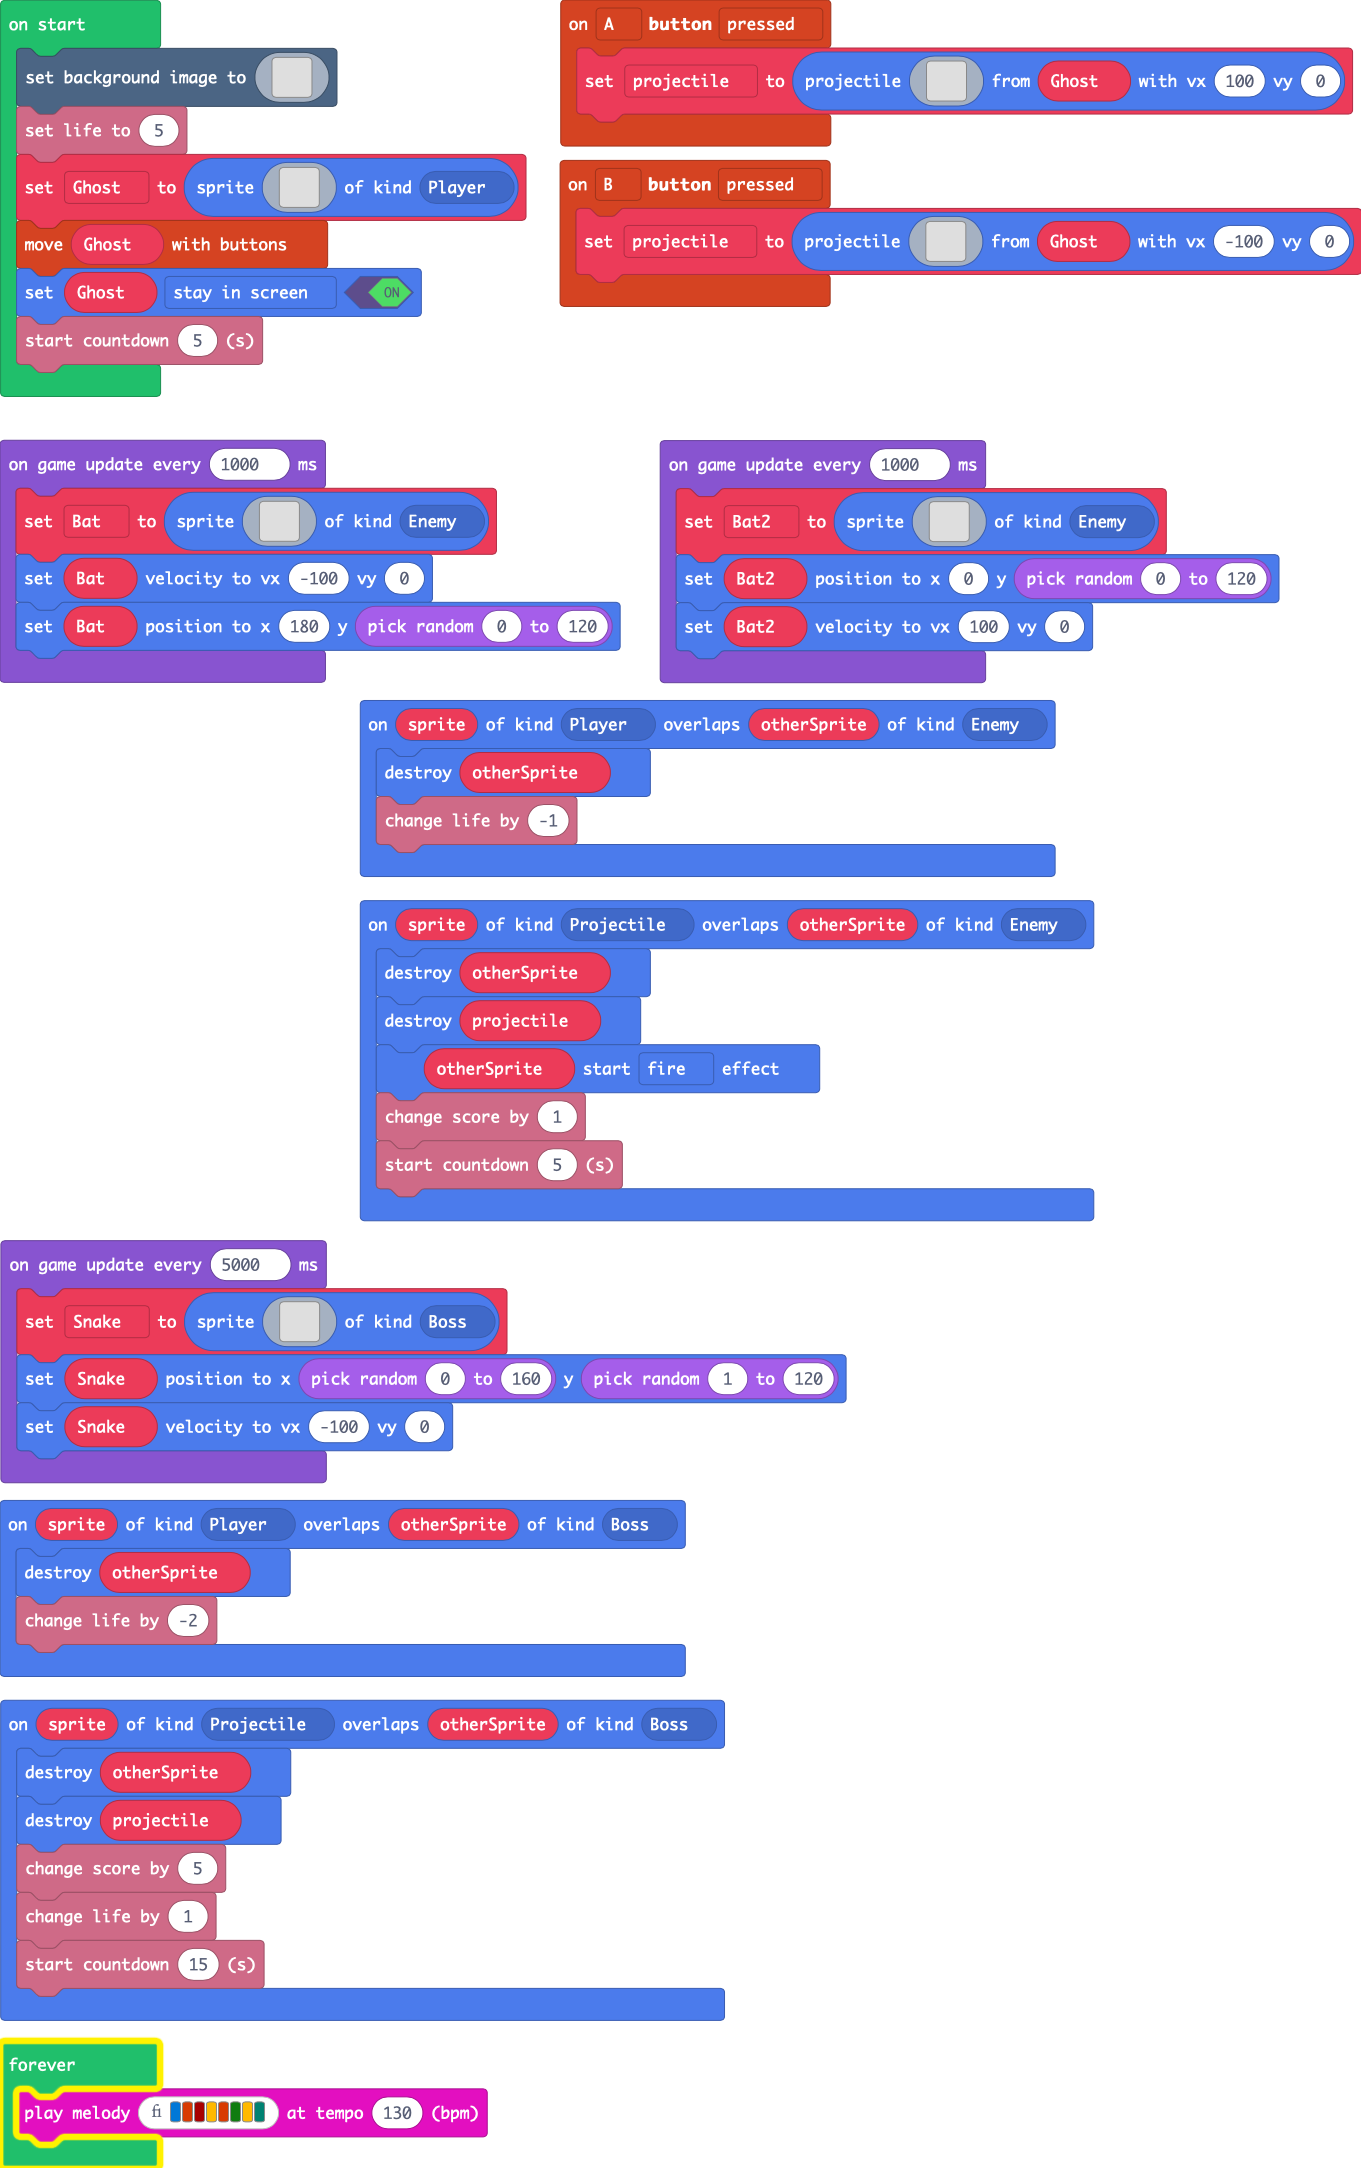 on start
set background image to
set life to 5
set Ghost to sprite of kind Player
move Ghost with buttons
set Ghost stay in screen ON
start countdown 5 (s)
on A button pressed
set projectile to projectile from Ghost with vx 100 vy 0
on B button pressed
set projectile to projectile from Ghost with vx -100 vy 0
on game update every 1000 ms
set Bat to sprite of kind Enemy
set Bat velocity to vx -100 vy 0
set Bat position to x 180 y pick random 0 to 120
on game update every 1000 ms
set Bat2 to sprite of kind Enemy
set Bat2 position to x 0 y pick random 0 to 120
set Bat2 velocity to vx 100 vy 0
on sprite of kind Player overlaps otherSprite of kind Enemy
destroy otherSprite
change life by -1
on sprite of kind Projectile overlaps otherSprite of kind Enemy
destroy otherSprite
destroy projectile
otherSprite start fire effect
change score by 1
start countdown 5 (s)
on game update every 5000 ms
set Snake to sprite of kind Boss
set Snake position to x pick random 0 to 160 y pick random 1 to 120
set Snake velocity to vx -100 vy 0
on sprite of kind Player overlaps otherSprite of kind Boss
destroy otherSprite
change life by -2
on sprite of kind Projectile overlaps otherSprite of kind Boss
destroy otherSprite
destroy projectile
change score by 5
change life by 1
start countdown 15 (s)
forever
play melody fi at tempo 130 (bpm)